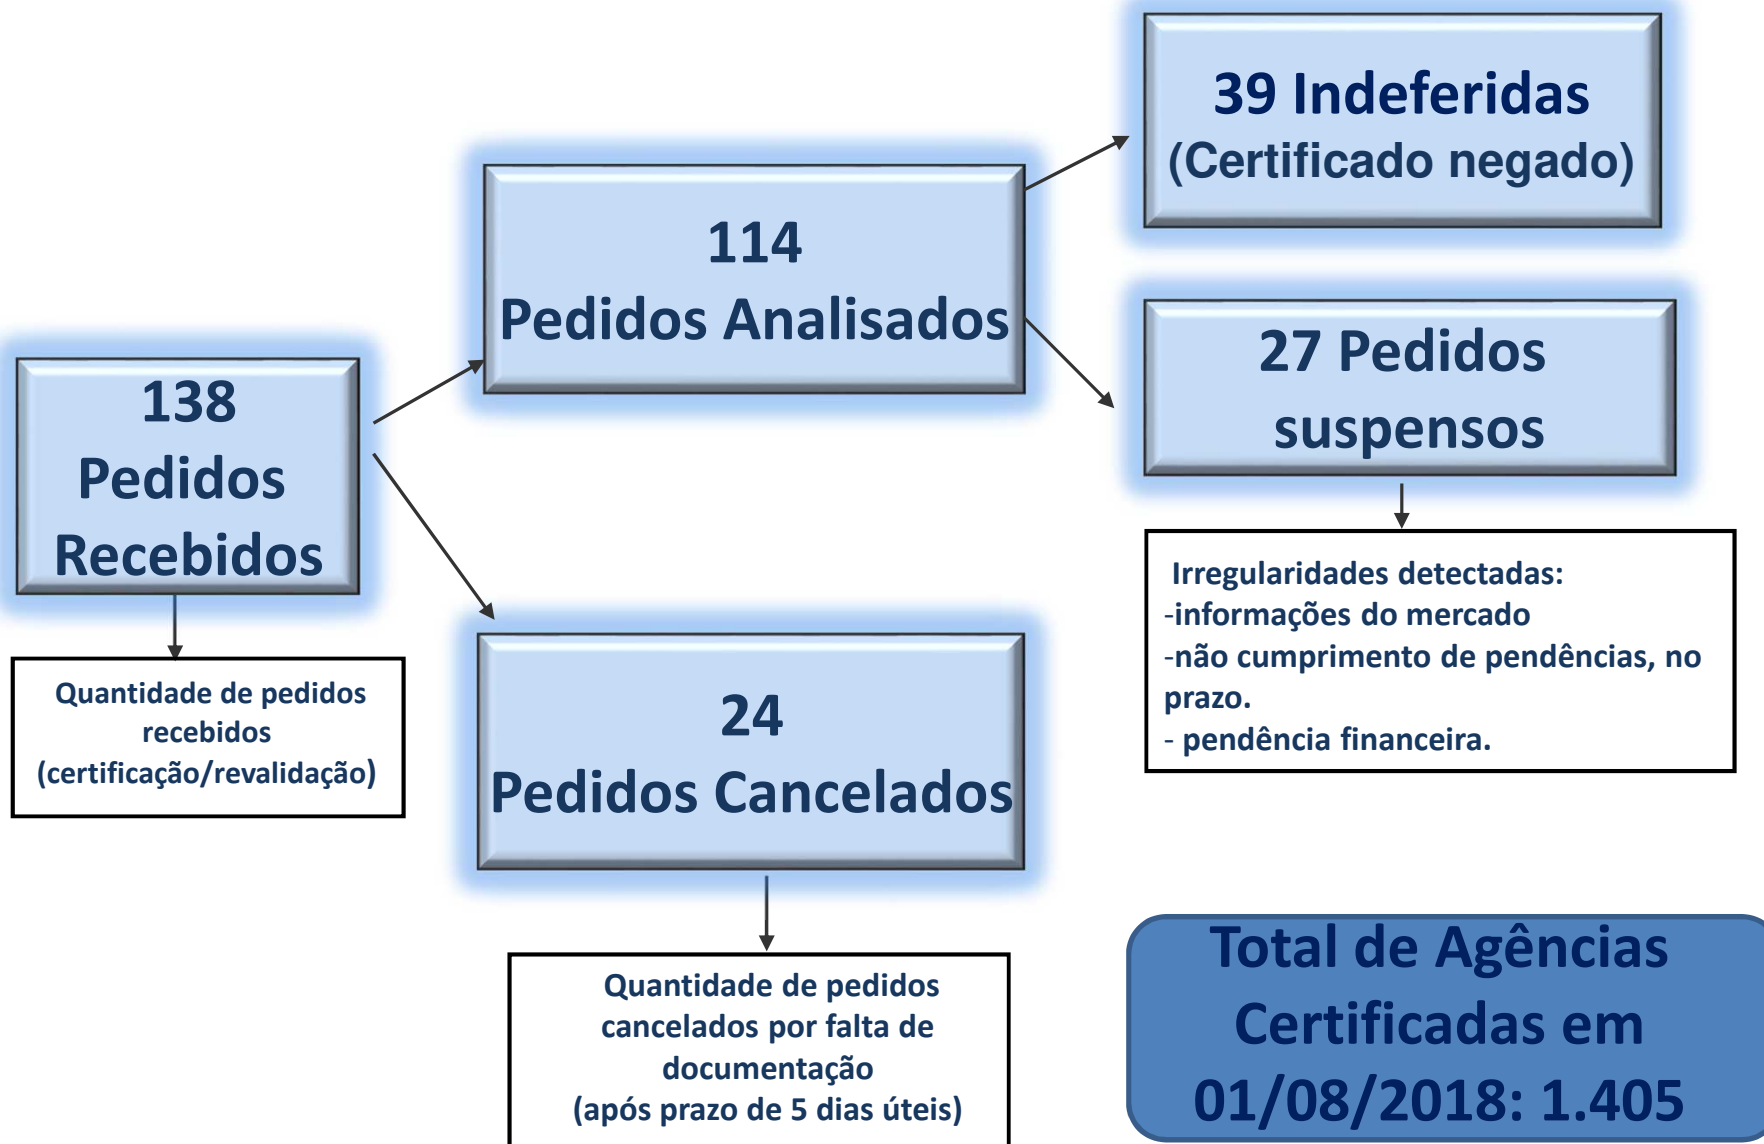 138
Pedidos
Recebidos
Quantidade de pedidos
recebidos
(certificação/revalidação)
114
Pedidos Analisados
24
Pedidos Cancelados
Quantidade de pedidos
cancelados por falta de
documentação
(após prazo de 5 dias úteis)
39 Indeferidas
(Certificado negado)
27 Pedidos
suspensos
Irregularidades detectadas:
-informações do mercado
-não cumprimento de pendências, no
prazo.
- pendência financeira.
Total de Agências
Certificadas em
01/08/2018: 1.405